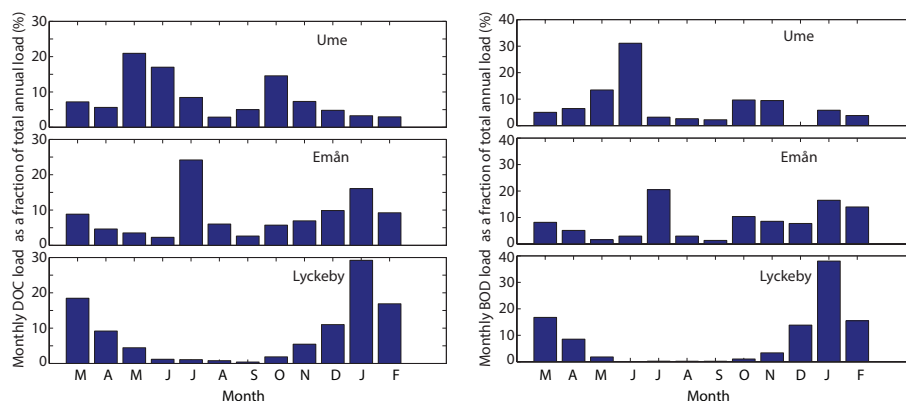 Monthly DOC load as a fraction of total annual load (%)
30
20
10
0
Ume
30
20
10
0
Emån
30
20
10
0
Lyckeby
M A M J J A S O N D J F
Month
Monthly BOD load as a fraction of total annual load (%)
40
30
20
10
0
Ume
40
30
20
10
0
Emån
40
30
20
10
0
Lyckeby
M A M J J A S O N D J F
Month